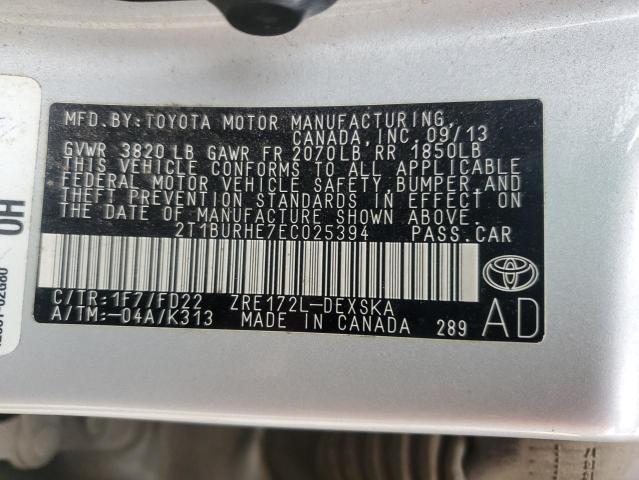 MFD. BY: TOYOTA MOTOR MANUFACTURING,
CANADA, INC. 09/13
GVWR 3820 LB GAWR FR 2070LB RR 1850LB
THIS VEHICLE CONFORMS TO ALL APPLICABLE
FEDERAL MOTOR VEHICLE SAFETY, BUMPER, AND
THEFT PREVENTION STANDARDS IN EFFECT ON
THE DATE OF MANUFACTURE SHOWN ABOVE.
2T1BURHE7EC025394 PASS. CAR
C/TR: 1F7/FD22 ZRE172L-DEXSKA
A/TM: -04A/K313 MADE IN CANADA 289
AD
OH